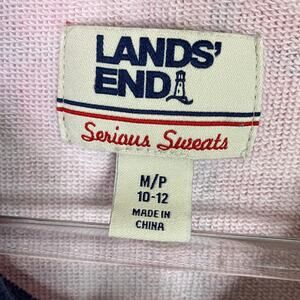 LANDS'
END
Serious Sweats
M/P
10-12
MADE IN
CHINA